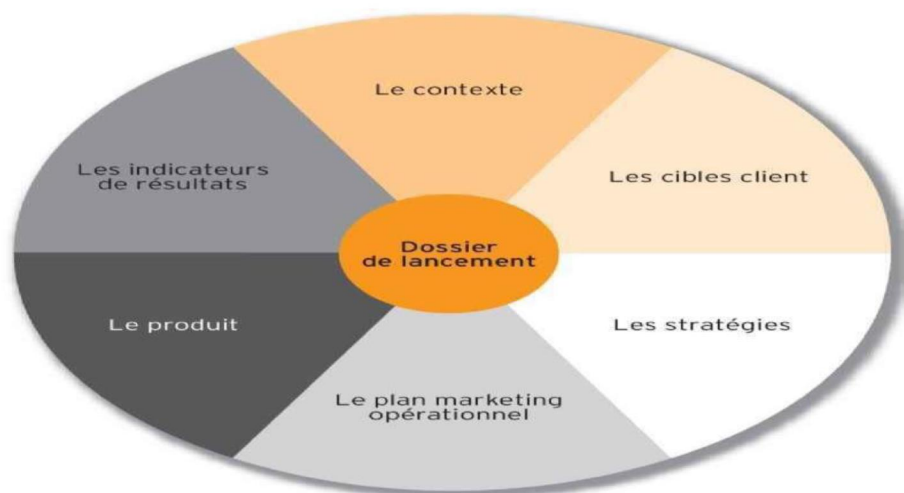 Le contexte
Les cibles client
Les stratégies
Le plan marketing
opérationnel
Le produit
Les indicateurs
de résultats
Dossier
de lancement